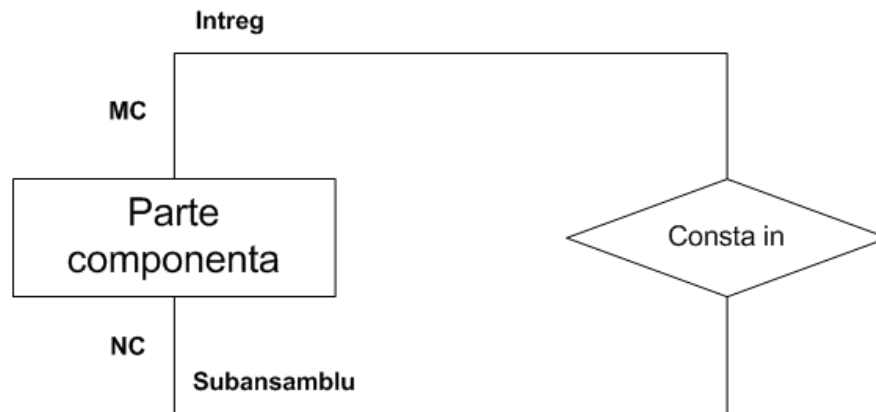 Intreg
MC
Parte
componenta
Consta in
NC
Subansamblu